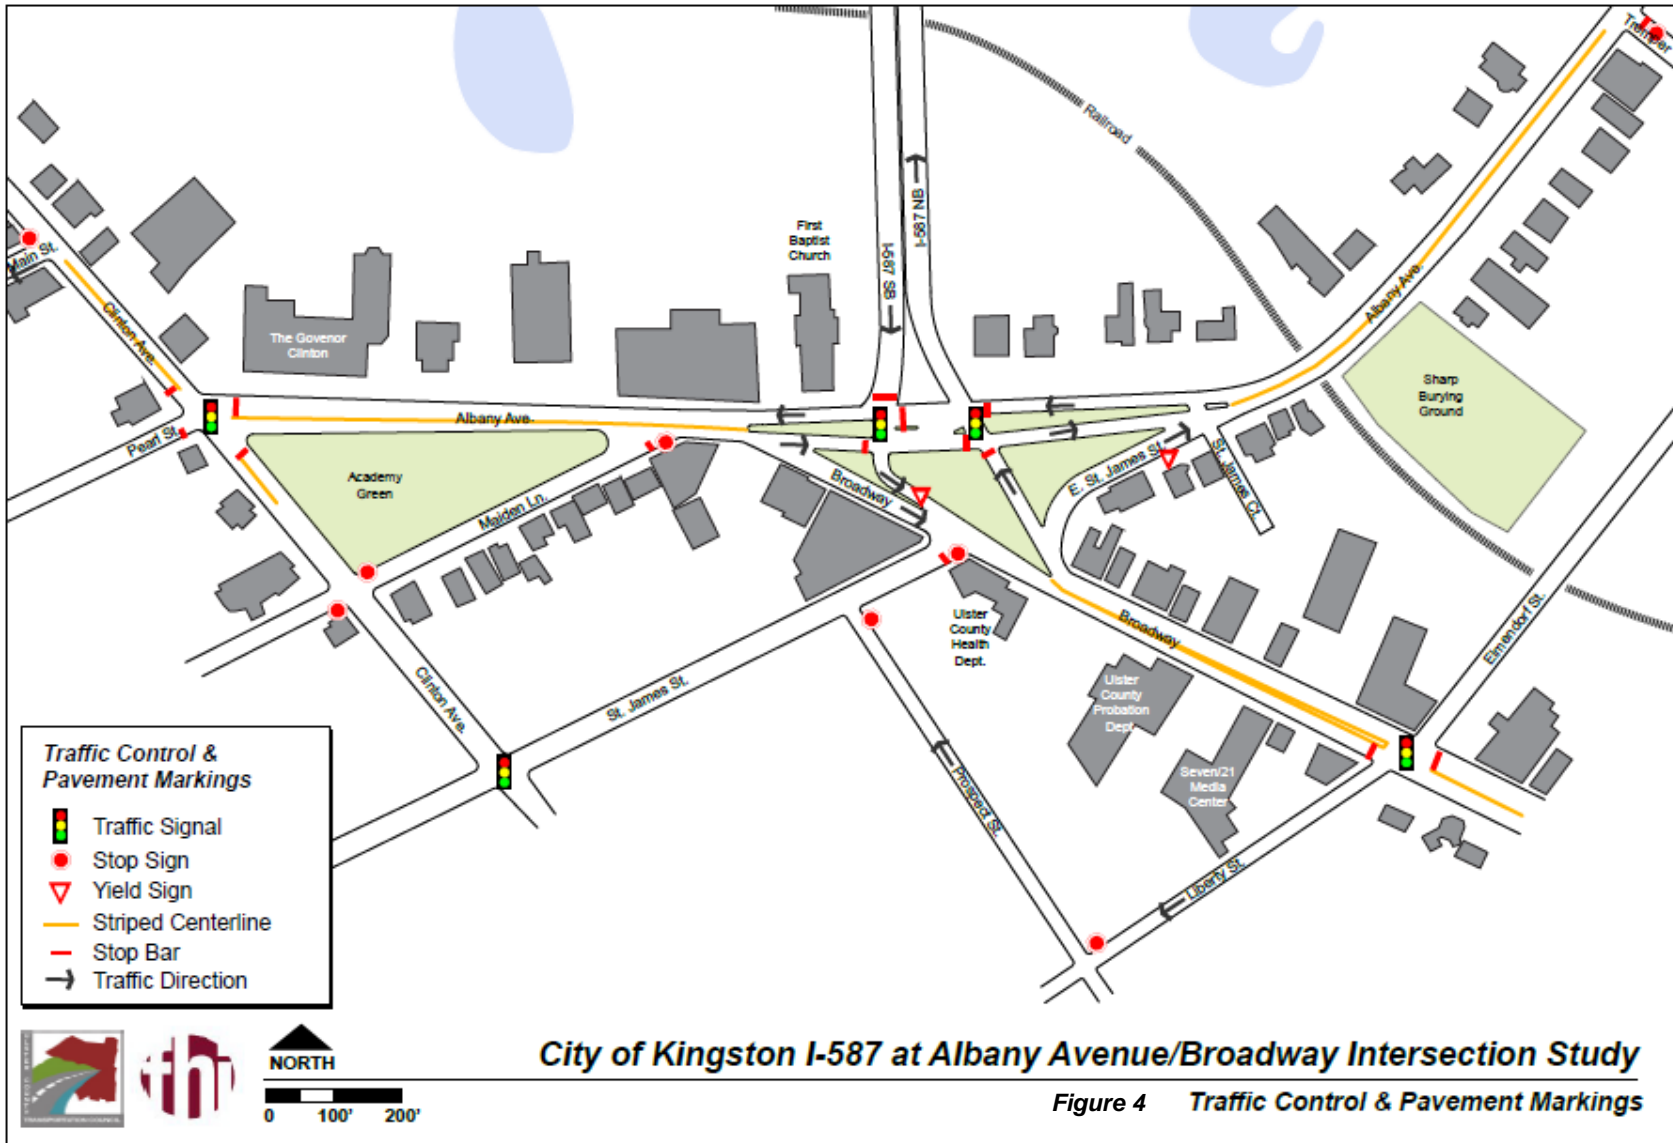 Tremper
Railroad
I-587 NB
I-587 SB
First
Baptist
Church
Main St.
Clinton Ave.
The Govenor
Clinton
Albany Ave.
Albany Ave.
Sharp
Burying
Ground
Pearl St.
Academy
Green
Maiden Ln.
Broadway
E. St. James St.
St. James Ct.
Ulster
County
Health
Dept.
Broadway
Elmendorf St.
Clinton Ave.
St. James St.
Ulster
County
Probation
Dept.
Seven/21
Media
Center
Prospect St.
Liberty St.
Traffic Control &
Pavement Markings
Traffic Signal
Stop Sign
Yield Sign
Striped Centerline
Stop Bar
Traffic Direction
TRANSPORTATION COUNCIL
fhi
NORTH
0 100' 200'
City of Kingston I-587 at Albany Avenue/Broadway Intersection Study
Figure 4 Traffic Control & Pavement Markings